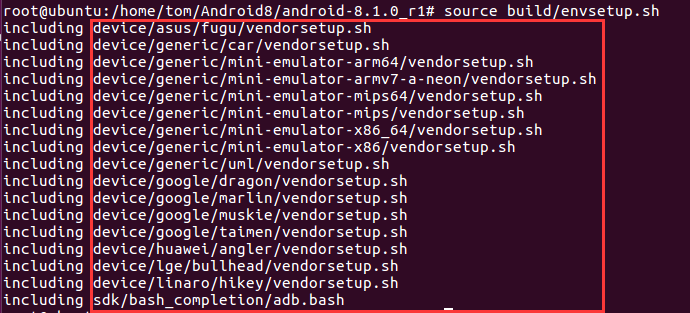 root@ubuntu:/home/tom/Android8/android-8.1.0_r1# source build/envsetup.sh
including device/asus/fugu/vendorsetup.sh
including device/generic/car/vendorsetup.sh
including device/generic/mini-emulator-arm64/vendorsetup.sh
including device/generic/mini-emulator-armv7-a-neon/vendorsetup.sh
including device/generic/mini-emulator-mips64/vendorsetup.sh
including device/generic/mini-emulator-mips/vendorsetup.sh
including device/generic/mini-emulator-x86_64/vendorsetup.sh
including device/generic/mini-emulator-x86/vendorsetup.sh
including device/generic/uml/vendorsetup.sh
including device/google/dragon/vendorsetup.sh
including device/google/marlin/vendorsetup.sh
including device/google/muskie/vendorsetup.sh
including device/google/taimen/vendorsetup.sh
including device/huawei/angler/vendorsetup.sh
including device/lge/bullhead/vendorsetup.sh
including device/linaro/hikey/vendorsetup.sh
including sdk/bash_completion/adb.bash